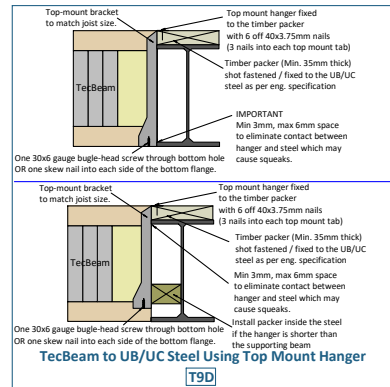 Top-mount bracket
to match joist size.
Top mount hanger fixed
to the timber packer
with 6 off 40x3.75mm nails
(3 nails into each top mount tab)
Timber packer (Min. 35mm thick)
shot fastened / fixed to the UB/UC
steel as per eng. specification
TecBeam
IMPORTANT
Min 3mm, max 6mm space
to eliminate contact between
hanger and steel which may
cause squeaks.
One 30x6 gauge bugle-head screw through bottom hole
OR one skew nail into each side of the bottom flange.
Top-mount bracket
to match joist size.
Top mount hanger fixed
to the timber packer
with 6 off 40x3.75mm nails
(3 nails into each top mount tab)
Timber packer (Min. 35mm thick)
shot fastened / fixed to the UB/UC
steel as per eng. specification
TecBeam
Min 3mm, max 6mm space
to eliminate contact between
hanger and steel which may
cause squeaks.
Install packer inside the steel
if the hanger is shorter than
the supporting beam
One 30x6 gauge bugle-head screw through bottom hole
OR one skew nail into each side of the bottom flange.
TecBeam to UB/UC Steel Using Top Mount Hanger
T9D